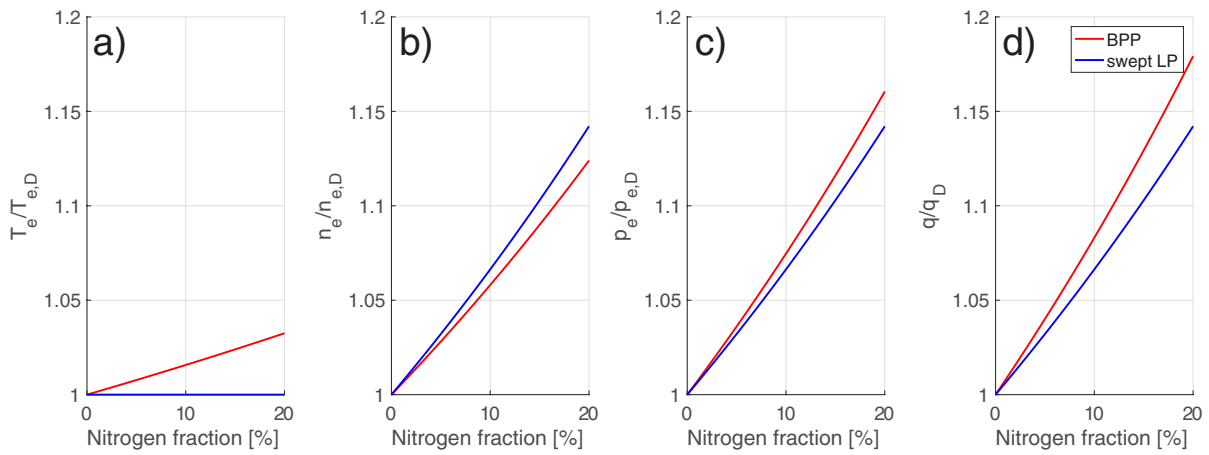 a)
1.2
1.15
1.1
1.05
1
T_e/T_{e,D}
0 10 20
Nitrogen fraction [%]
b)
1.2
1.15
1.1
1.05
1
n_e/n_{e,D}
0 10 20
Nitrogen fraction [%]
c)
1.2
1.15
1.1
1.05
1
p_e/p_{e,D}
0 10 20
Nitrogen fraction [%]
d)
BPP
swept LP
1.2
1.15
1.1
1.05
1
q/q_D
0 10 20
Nitrogen fraction [%]